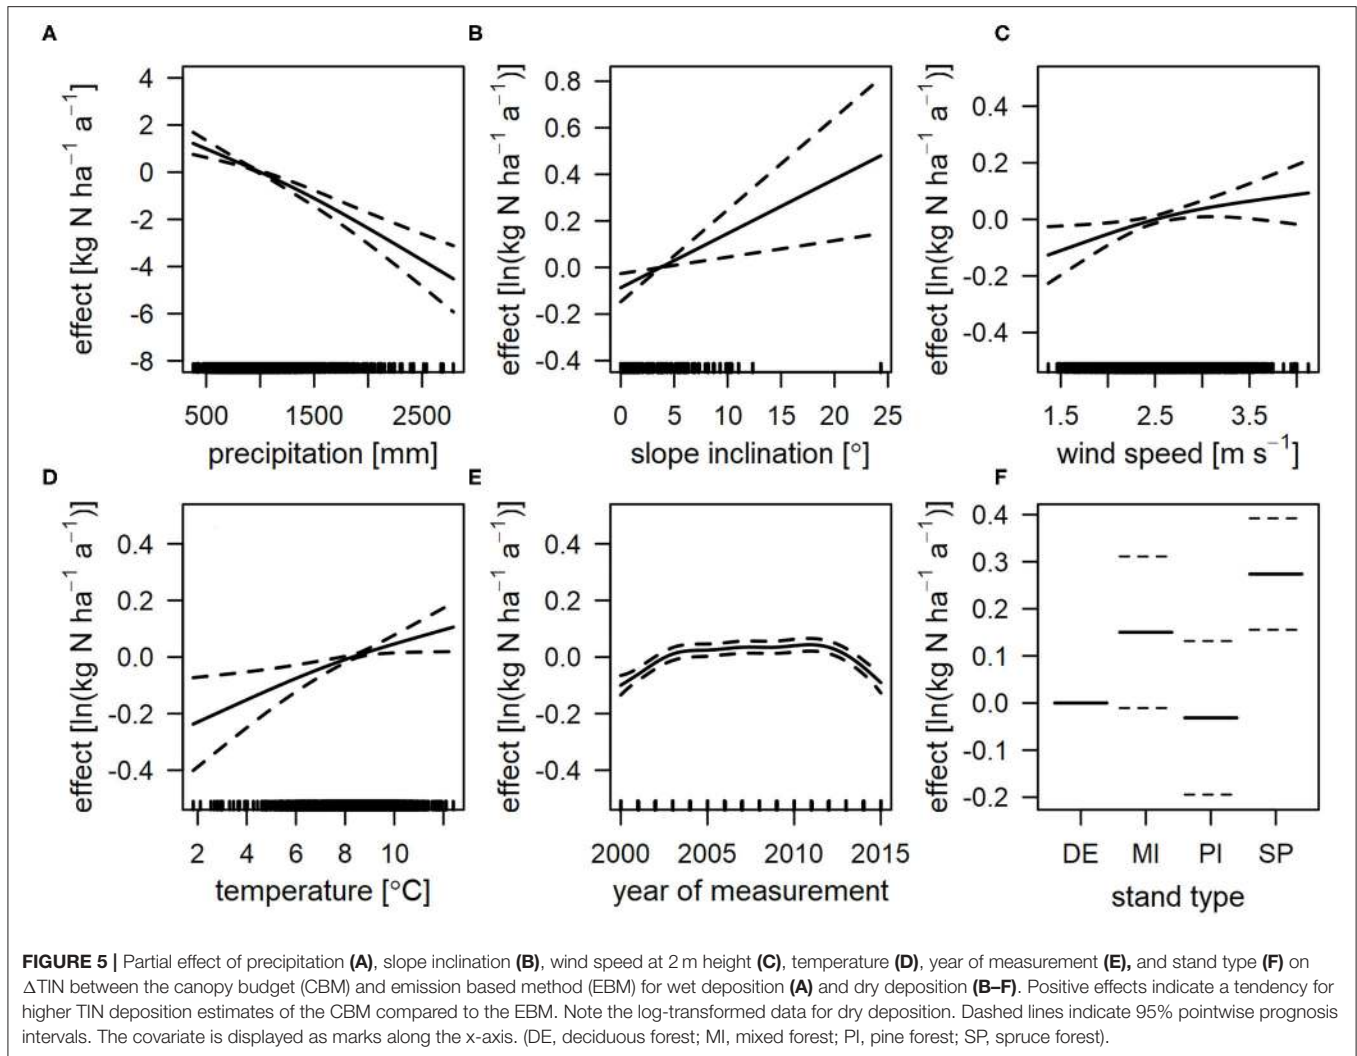 A
effect [kg N ha⁻¹ a⁻¹]
4
2
0
-2
-4
-6
-8
500 1500 2500
precipitation [mm]
B
effect [ln(kg N ha⁻¹ a⁻¹)]
0.8
0.6
0.4
0.2
0.0
-0.2
-0.4
0 5 10 15 20 25
slope inclination [°]
C
effect [ln(kg N ha⁻¹ a⁻¹)]
0.4
0.2
0.0
-0.2
-0.4
1.5 2.5 3.5
wind speed [m s⁻¹]
D
effect [ln(kg N ha⁻¹ a⁻¹)]
0.4
0.2
0.0
-0.2
-0.4
2 4 6 8 10
temperature [°C]
E
effect [ln(kg N ha⁻¹ a⁻¹)]
0.4
0.2
0.0
-0.2
-0.4
2000 2005 2010 2015
year of measurement
F
effect [ln(kg N ha⁻¹ a⁻¹)]
0.4
0.3
0.2
0.1
0.0
-0.1
-0.2
DE MI PI SP
stand type
FIGURE 5 | Partial effect of precipitation (A), slope inclination (B), wind speed at 2 m height (C), temperature (D), year of measurement (E), and stand type (F) on
ΔTIN between the canopy budget (CBM) and emission based method (EBM) for wet deposition (A) and dry deposition (B–F). Positive effects indicate a tendency for
higher TIN deposition estimates of the CBM compared to the EBM. Note the log-transformed data for dry deposition. Dashed lines indicate 95% pointwise prognosis
intervals. The covariate is displayed as marks along the x-axis. (DE, deciduous forest; MI, mixed forest; PI, pine forest; SP, spruce forest).